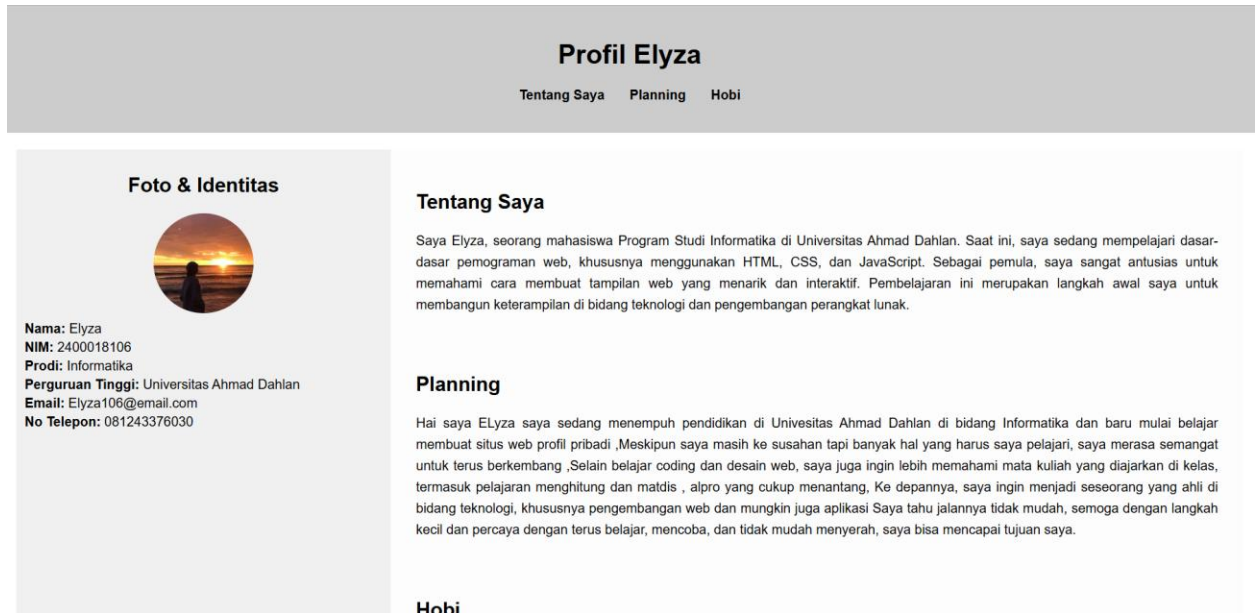 Profil Elyza
Tentang Saya Planning Hobi
Foto & Identitas
Nama: Elyza
NIM: 2400018106
Prodi: Informatika
Perguruan Tinggi: Universitas Ahmad Dahlan
Email: Elyza106@email.com
No Telepon: 081243376030
Tentang Saya
Saya Elyza, seorang mahasiswa Program Studi Informatika di Universitas Ahmad Dahlan. Saat ini, saya sedang mempelajari dasar-
dasar pemograman web, khususnya menggunakan HTML, CSS, dan JavaScript. Sebagai pemula, saya sangat antusias untuk
memahami cara membuat tampilan web yang menarik dan interaktif. Pembelajaran ini merupakan langkah awal saya untuk
membangun keterampilan di bidang teknologi dan pengembangan perangkat lunak.
Planning
Hai saya ELyza saya sedang menempuh pendidikan di Univesitas Ahmad Dahlan di bidang Informatika dan baru mulai belajar
membuat situs web profil pribadi ,Meskipun saya masih ke susahan tapi banyak hal yang harus saya pelajari, saya merasa semangat
untuk terus berkembang ,Selain belajar coding dan desain web, saya juga ingin lebih memahami mata kuliah yang diajarkan di kelas,
termasuk pelajaran menghitung dan matdis , alpro yang cukup menantang, Ke depannya, saya ingin menjadi seseorang yang ahli di
bidang teknologi, khususnya pengembangan web dan mungkin juga aplikasi Saya tahu jalannya tidak mudah, semoga dengan langkah
kecil dan percaya dengan terus belajar, mencoba, dan tidak mudah menyerah, saya bisa mencapai tujuan saya.
Hobi